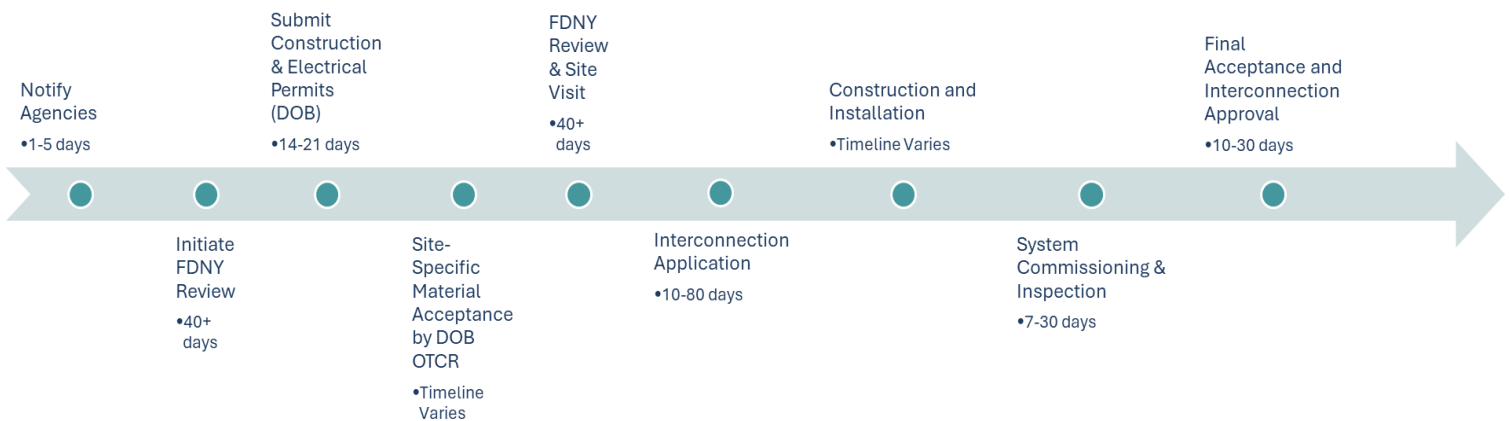 Notify
Agencies
•1-5 days
Initiate
FDNY
Review
•40+
days
Submit
Construction
& Electrical
Permits
(DOB)
•14-21 days
Site-
Specific
Material
Acceptance
by DOB
OTCR
•Timeline
Varies
FDNY
Review
& Site
Visit
•40+
days
Interconnection
Application
•10-80 days
Construction and
Installation
•Timeline Varies
System
Commissioning &
Inspection
•7-30 days
Final
Acceptance and
Interconnection
Approval
•10-30 days